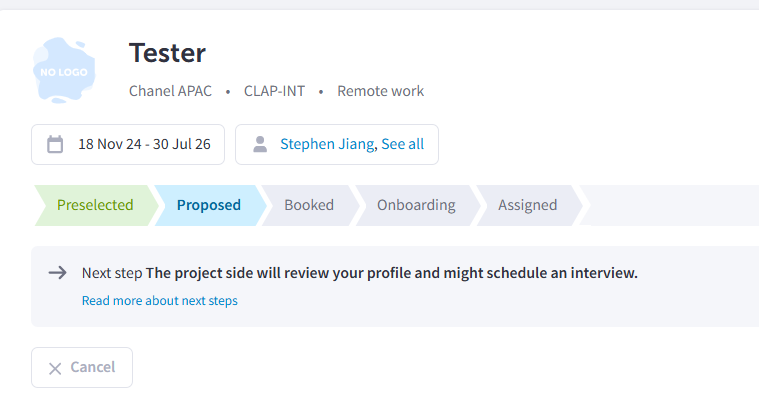 NO LOGO
Tester
Chanel APAC • CLAP-INT • Remote work
18 Nov 24 - 30 Jul 26 Stephen Jiang, See all
Preselected Proposed Booked Onboarding Assigned
Next step The project side will review your profile and might schedule an interview.
Read more about next steps
Cancel